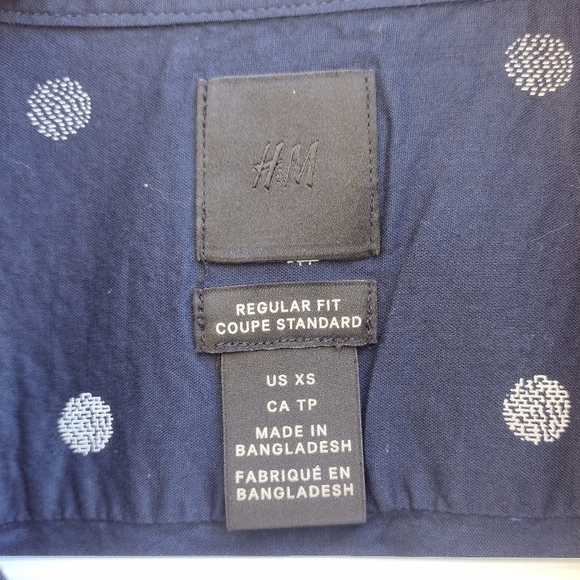 H&M
REGULAR FIT
COUPE STANDARD
US XS
CA TP
MADE IN
BANGLADESH
FABRIQUÉ EN
BANGLADESH